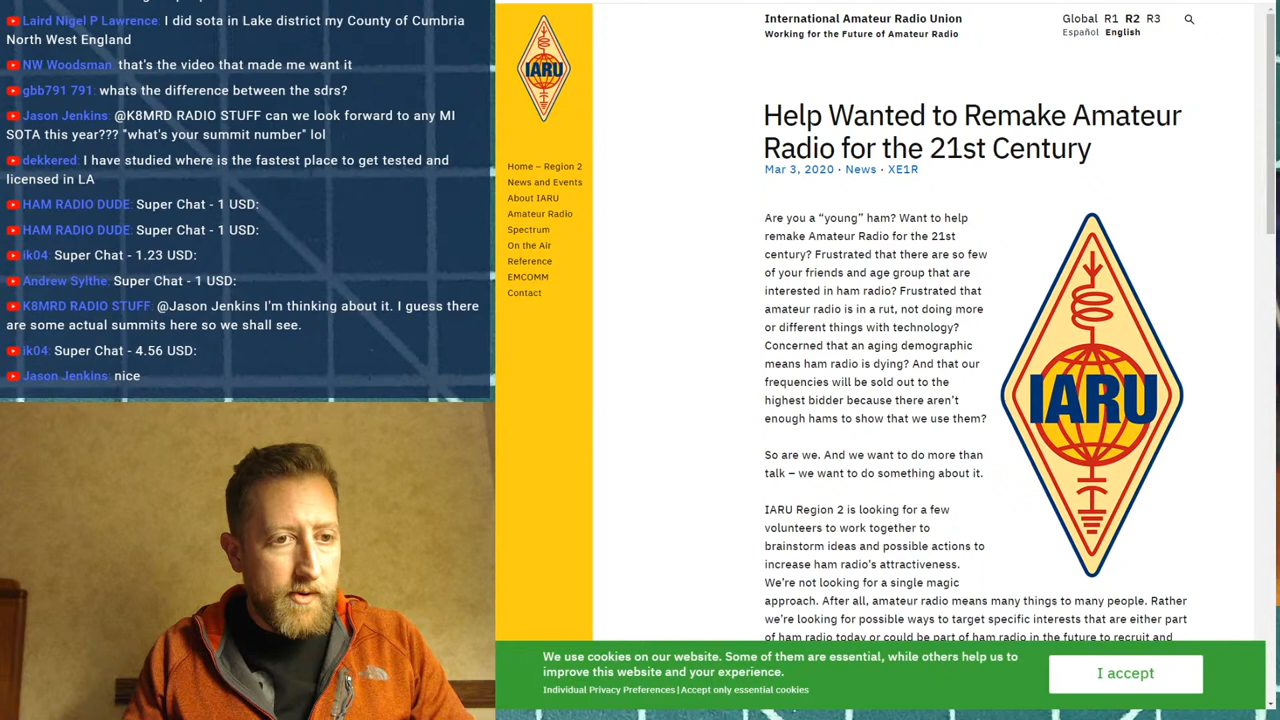 Laird Nigel P Lawrence: I did sota in Lake district my County of Cumbria
North West England
NW Woodsman: that's the video that made me want it
gbb791 791: whats the difference between the sdrs?
Jason Jenkins: @K8MRD RADIO STUFF can we look forward to any MI
SOTA this year??? "what's your summit number" lol
dekkered: I have studied where is the fastest place to get tested and
licensed in LA
HAM RADIO DUDE: Super Chat - 1 USD:
HAM RADIO DUDE: Super Chat - 1 USD:
ik04: Super Chat - 1.23 USD:
Andrew Sylthe: Super Chat - 1 USD:
K8MRD RADIO STUFF: @Jason Jenkins I'm thinking about it. I guess there
are some actual summits here so we shall see.
ik04: Super Chat - 4.56 USD:
Jason Jenkins: nice
IARU
Home – Region 2
News and Events
About IARU
Amateur Radio
Spectrum
On the Air
Reference
EMCOMM
Contact
International Amateur Radio Union
Working for the Future of Amateur Radio
Global R1 R2 R3
Español English
Help Wanted to Remake Amateur
Radio for the 21st Century
Mar 3, 2020 · News · XE1R
Are you a “young” ham? Want to help
remake Amateur Radio for the 21st
century? Frustrated that there are so few
of your friends and age group that are
interested in ham radio? Frustrated that
amateur radio is in a rut, not doing more
or different things with technology?
Concerned that an aging demographic
means ham radio is dying? And that our
frequencies will be sold out to the
highest bidder because there aren’t
enough hams to show that we use them?
So are we. And we want to do more than
talk – we want to do something about it.
IARU Region 2 is looking for a few
volunteers to work together to
brainstorm ideas and possible actions to
increase ham radio’s attractiveness.
We’re not looking for a single magic
approach. After all, amateur radio means many things to many people. Rather
we’re looking for possible ways to target specific interests that are either part
of ham radio today or could be part of ham radio in the future to recruit and
IARU
We use cookies on our website. Some of them are essential, while others help us to
improve this website and your experience.
Individual Privacy Preferences | Accept only essential cookies
I accept